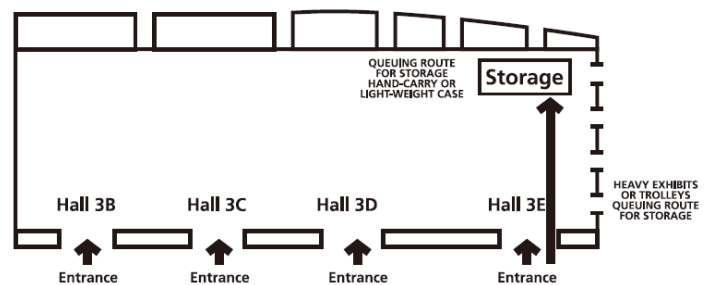 QUEUING ROUTE
FOR STORAGE
HAND-CARRY OR
LIGHT-WEIGHT CASE
Storage
HEAVY EXHIBITS
OR TROLLEYS
QUEUING ROUTE
FOR STORAGE
Hall 3B
Hall 3C
Hall 3D
Hall 3E
Entrance
Entrance
Entrance
Entrance